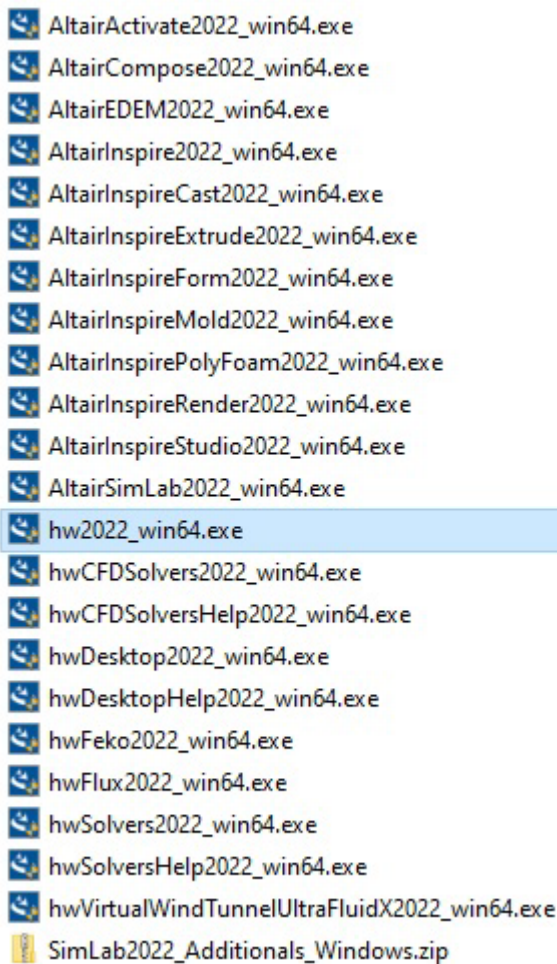 AltairActivate2022_win64.exe
AltairCompose2022_win64.exe
AltairEDEM2022_win64.exe
AltairInspire2022_win64.exe
AltairInspireCast2022_win64.exe
AltairInspireExtrude2022_win64.exe
AltairInspireForm2022_win64.exe
AltairInspireMold2022_win64.exe
AltairInspirePolyFoam2022_win64.exe
AltairInspireRender2022_win64.exe
AltairInspireStudio2022_win64.exe
AltairSimLab2022_win64.exe
hw2022_win64.exe
hwCFDSolvers2022_win64.exe
hwCFDSolversHelp2022_win64.exe
hwDesktop2022_win64.exe
hwDesktopHelp2022_win64.exe
hwFeko2022_win64.exe
hwFlux2022_win64.exe
hwSolvers2022_win64.exe
hwSolversHelp2022_win64.exe
hwVirtualWindTunnelUltraFluidX2022_win64.exe
SimLab2022_Additionals_Windows.zip